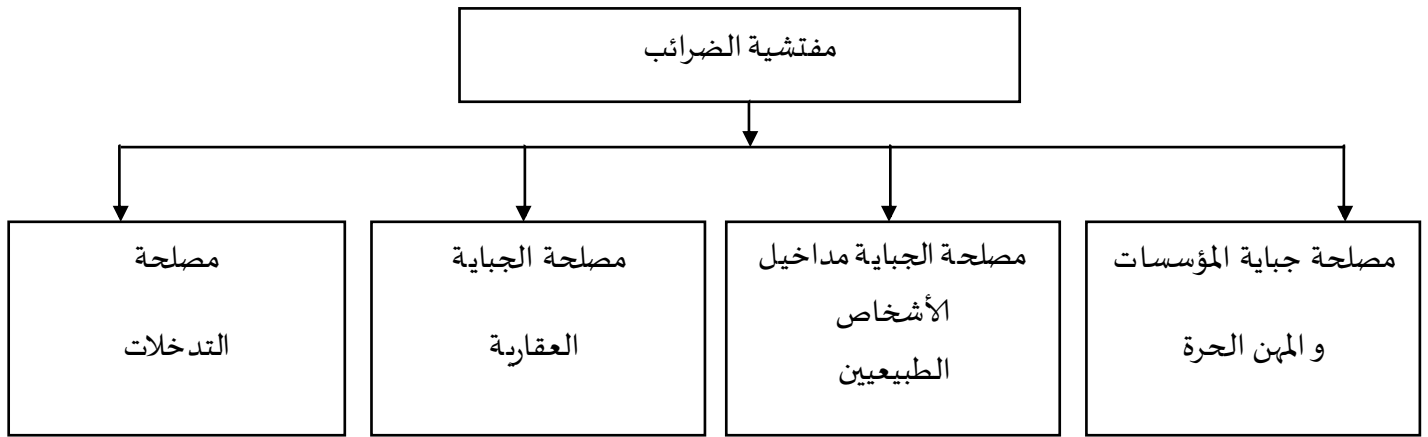 مفتشية الضرائب
مصلحة جباية المؤسسات
و المهن الحرة
مصلحة الجباية مداخيل
الأشخاص
الطبيعيين
مصلحة الجباية
العقارية
مصلحة
التدخلات